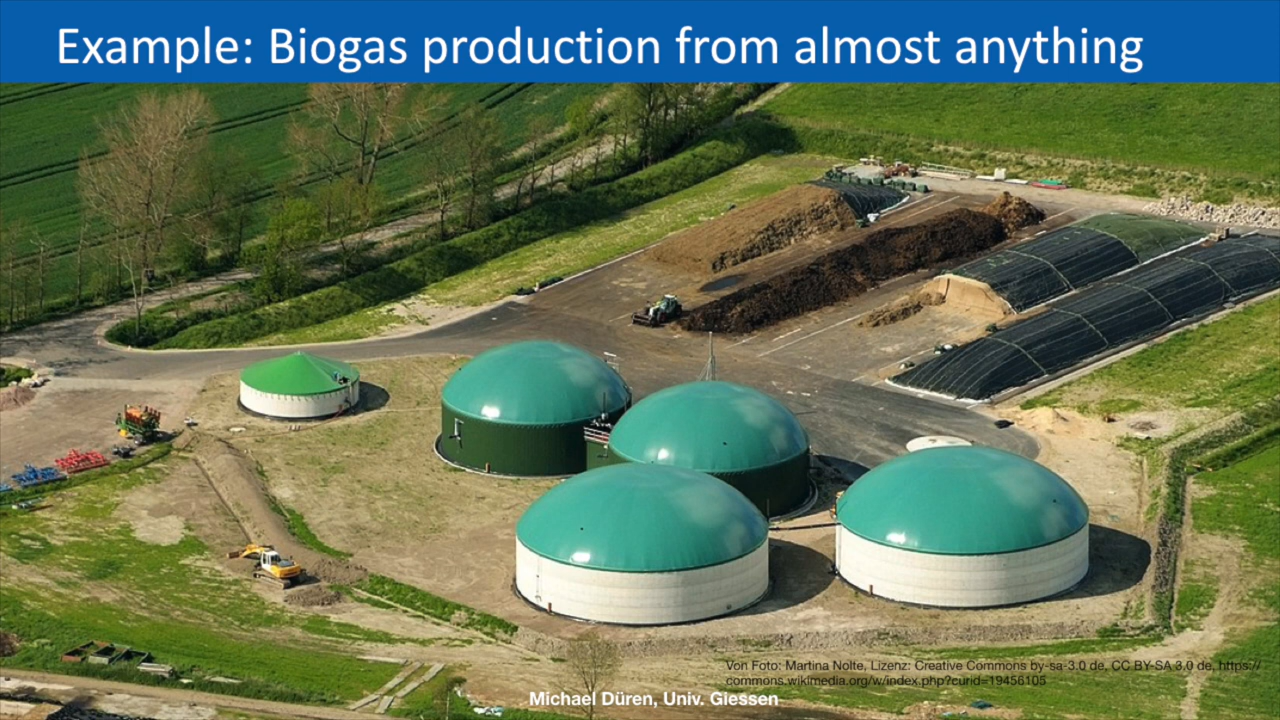 Example: Biogas production from almost anything
Von Foto: Martina Nolte, Lizenz: Creative Commons by-sa-3.0 de, CC BY-SA 3.0 de, https://
commons.wikimedia.org/w/index.php?curid=19456105
Michael Düren, Univ. Giessen